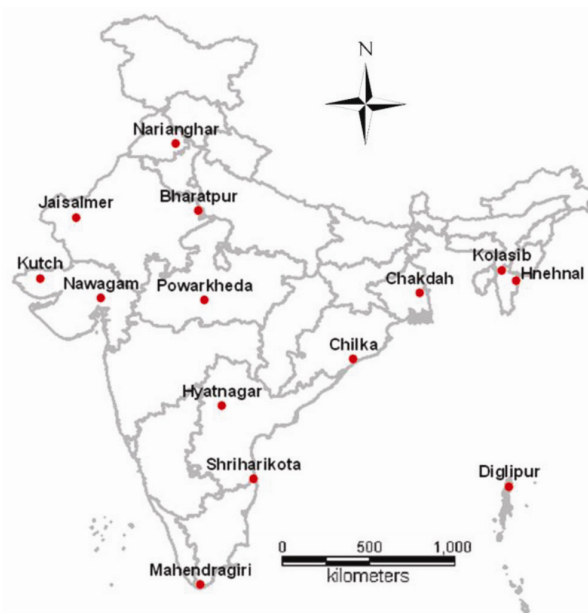 N
Narianghar
Bharatpur
Jaisalmer
Kutch
Nawagam
Powarkheda
Chakdah
Kolasib
Hnehnal
Chilka
Hyatnagar
Shriharikota
Diglipur
0 500 1,000
kilometers
Mahendragiri